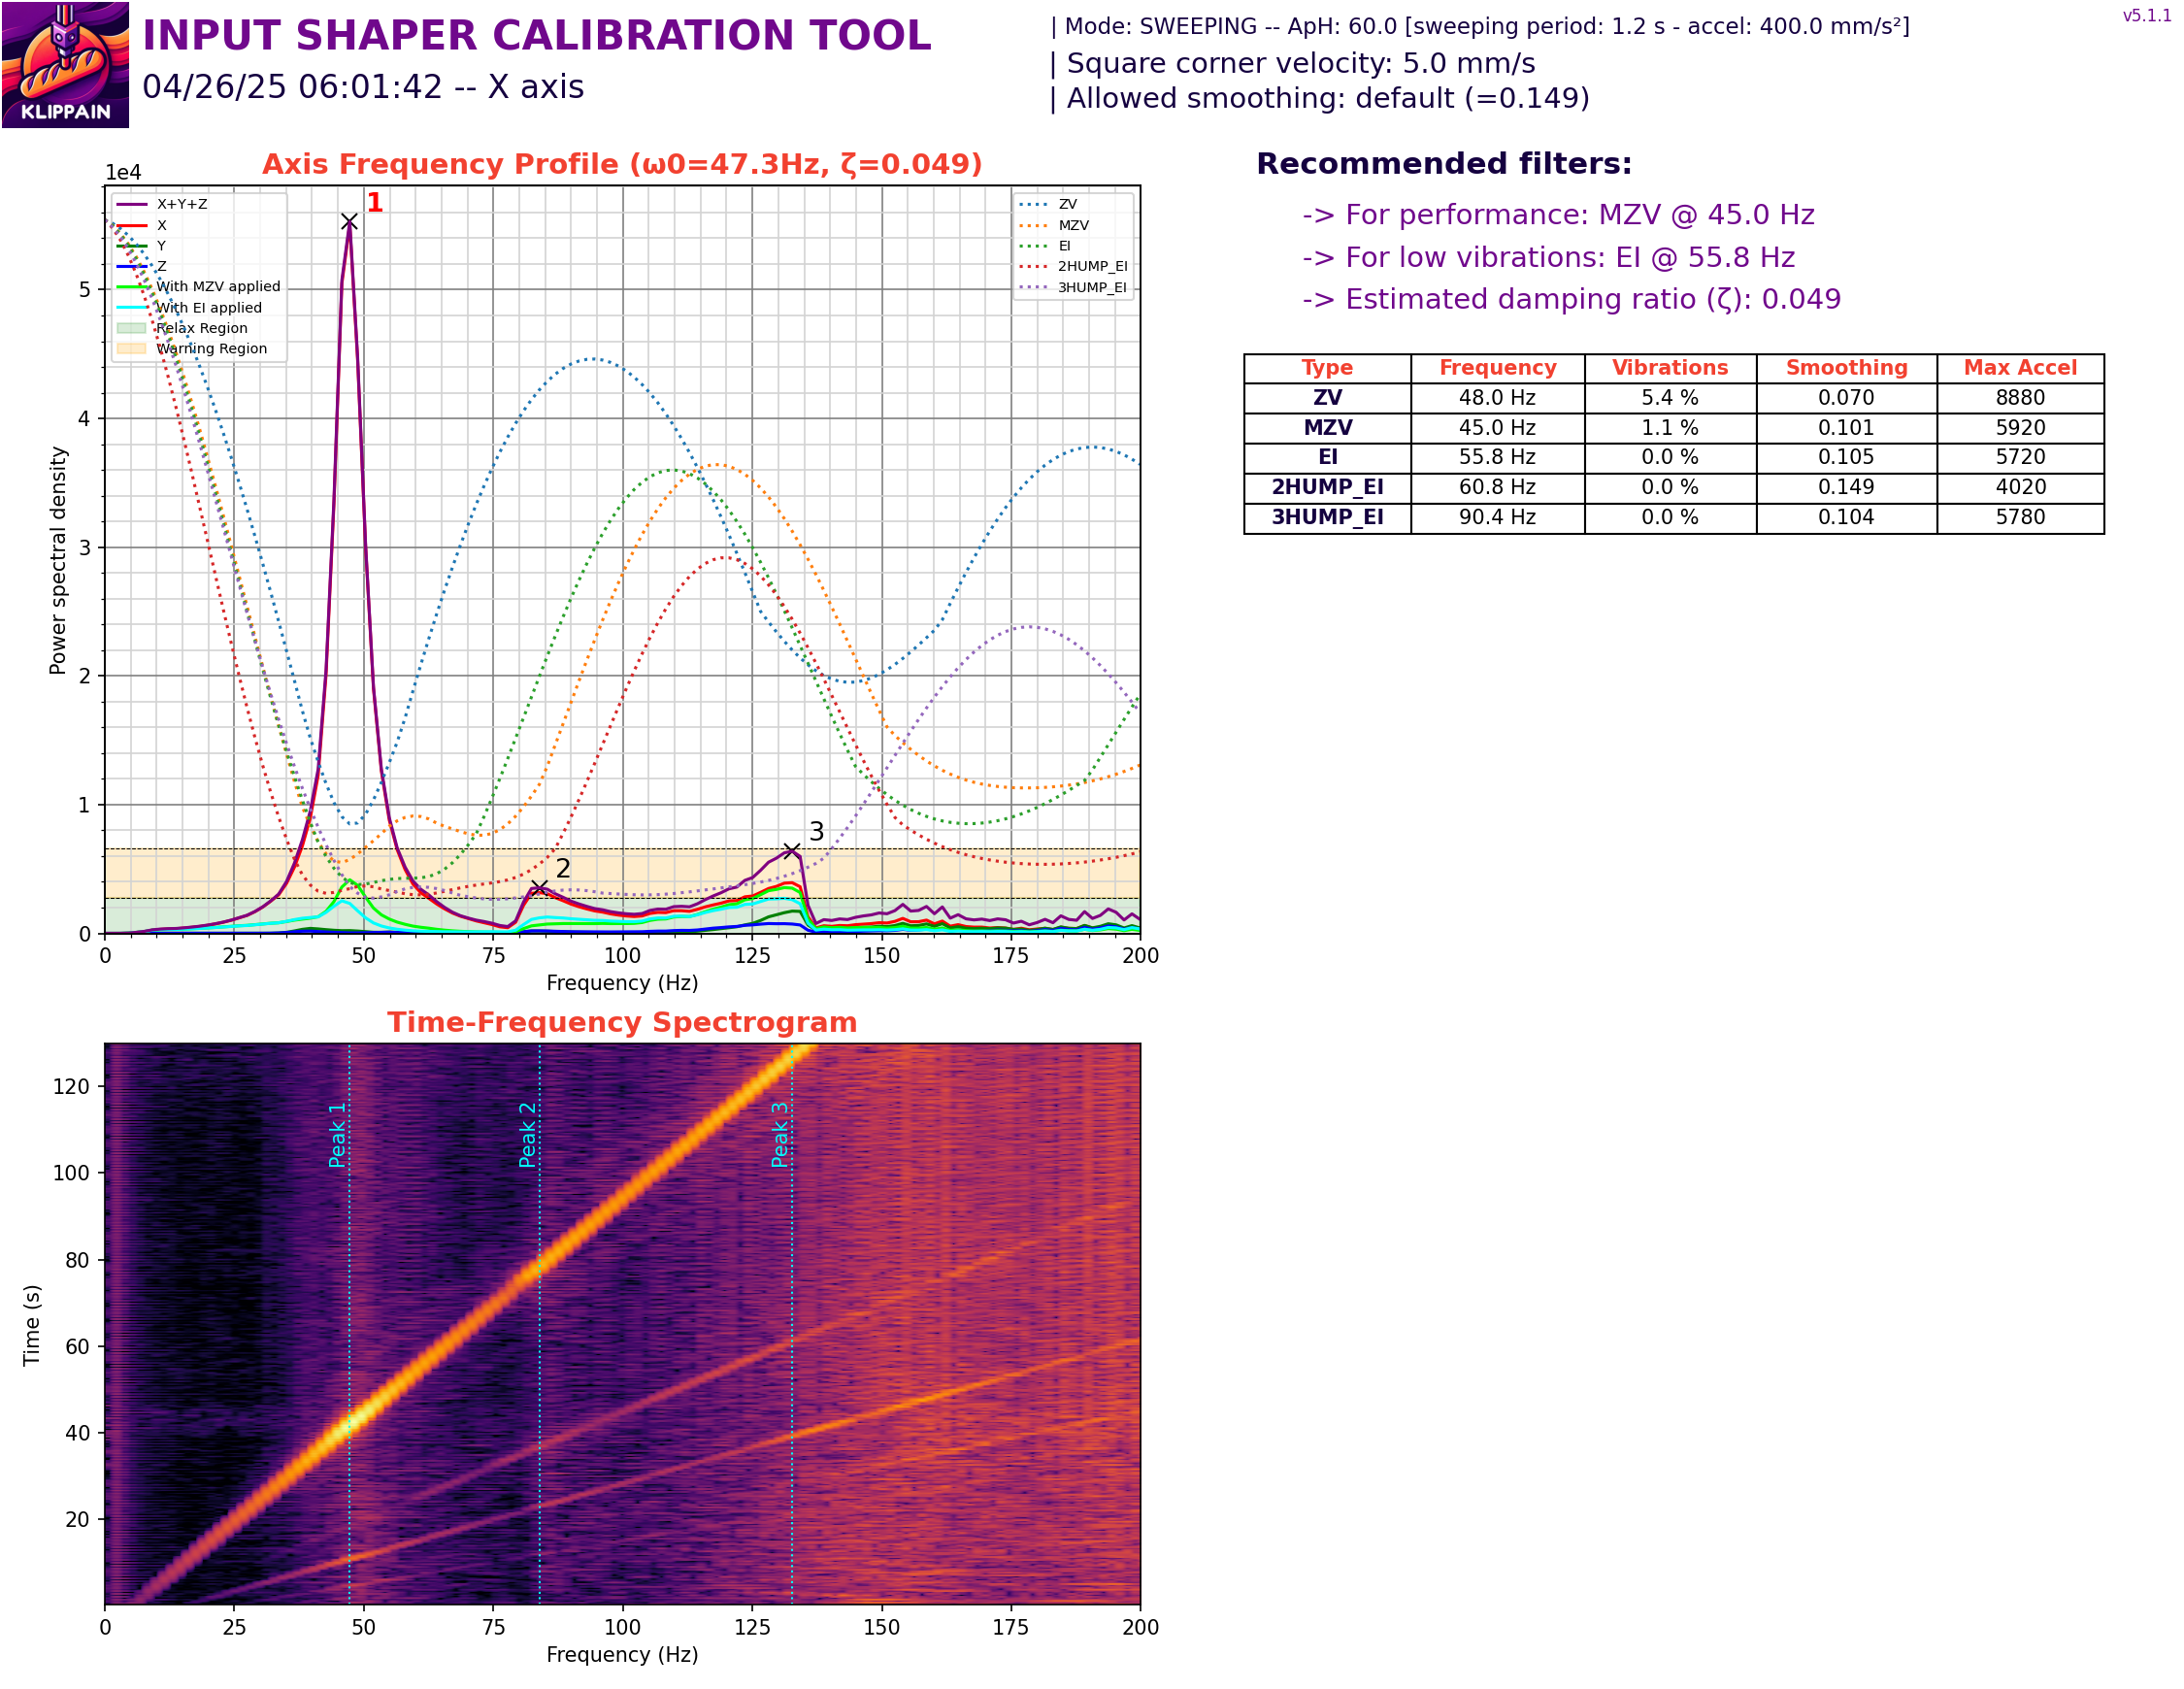 INPUT SHAPER CALIBRATION TOOL
04/26/25 06:01:42 -- X axis
KLIPPAIN
| Mode: SWEEPING -- ApH: 60.0 [sweeping period: 1.2 s - accel: 400.0 mm/s²]
| Square corner velocity: 5.0 mm/s
| Allowed smoothing: default (=0.149)
v5.1.1
Axis Frequency Profile (ω0=47.3Hz, ζ=0.049)
1e4
X+Y+Z
X
Y
Z
With MZV applied
With EI applied
Relax Region
Warning Region
ZV
MZV
EI
2HUMP_EI
3HUMP_EI
1
2
3
Power spectral density
5
4
3
2
1
0
0 25 50 75 100 125 150 175 200
Frequency (Hz)
Recommended filters:
-> For performance: MZV @ 45.0 Hz
-> For low vibrations: EI @ 55.8 Hz
-> Estimated damping ratio (ζ): 0.049
Type Frequency Vibrations Smoothing Max Accel
ZV 48.0 Hz 5.4 % 0.070 8880
MZV 45.0 Hz 1.1 % 0.101 5920
EI 55.8 Hz 0.0 % 0.105 5720
2HUMP_EI 60.8 Hz 0.0 % 0.149 4020
3HUMP_EI 90.4 Hz 0.0 % 0.104 5780
Time-Frequency Spectrogram
Time (s)
120
100
80
60
40
20
Peak 1
Peak 2
Peak 3
0 25 50 75 100 125 150 175 200
Frequency (Hz)